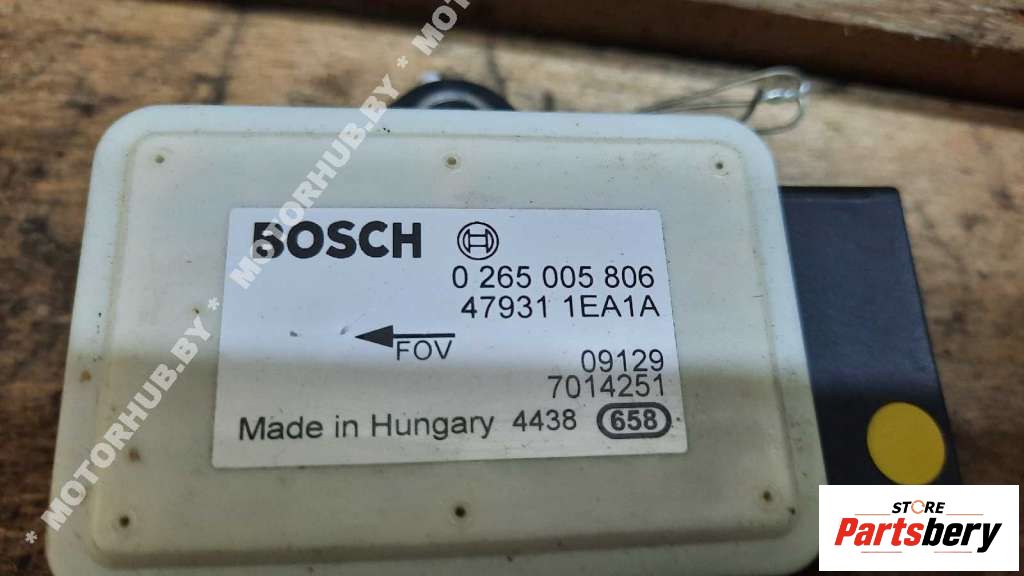 BOSCH
0 265 005 806
47931 1EA1A
FOV
09129
7014251
Made in Hungary 4438 658
* MOTORHUB.BY * MOTORHUB.BY * MOT
STORE
Partsbery